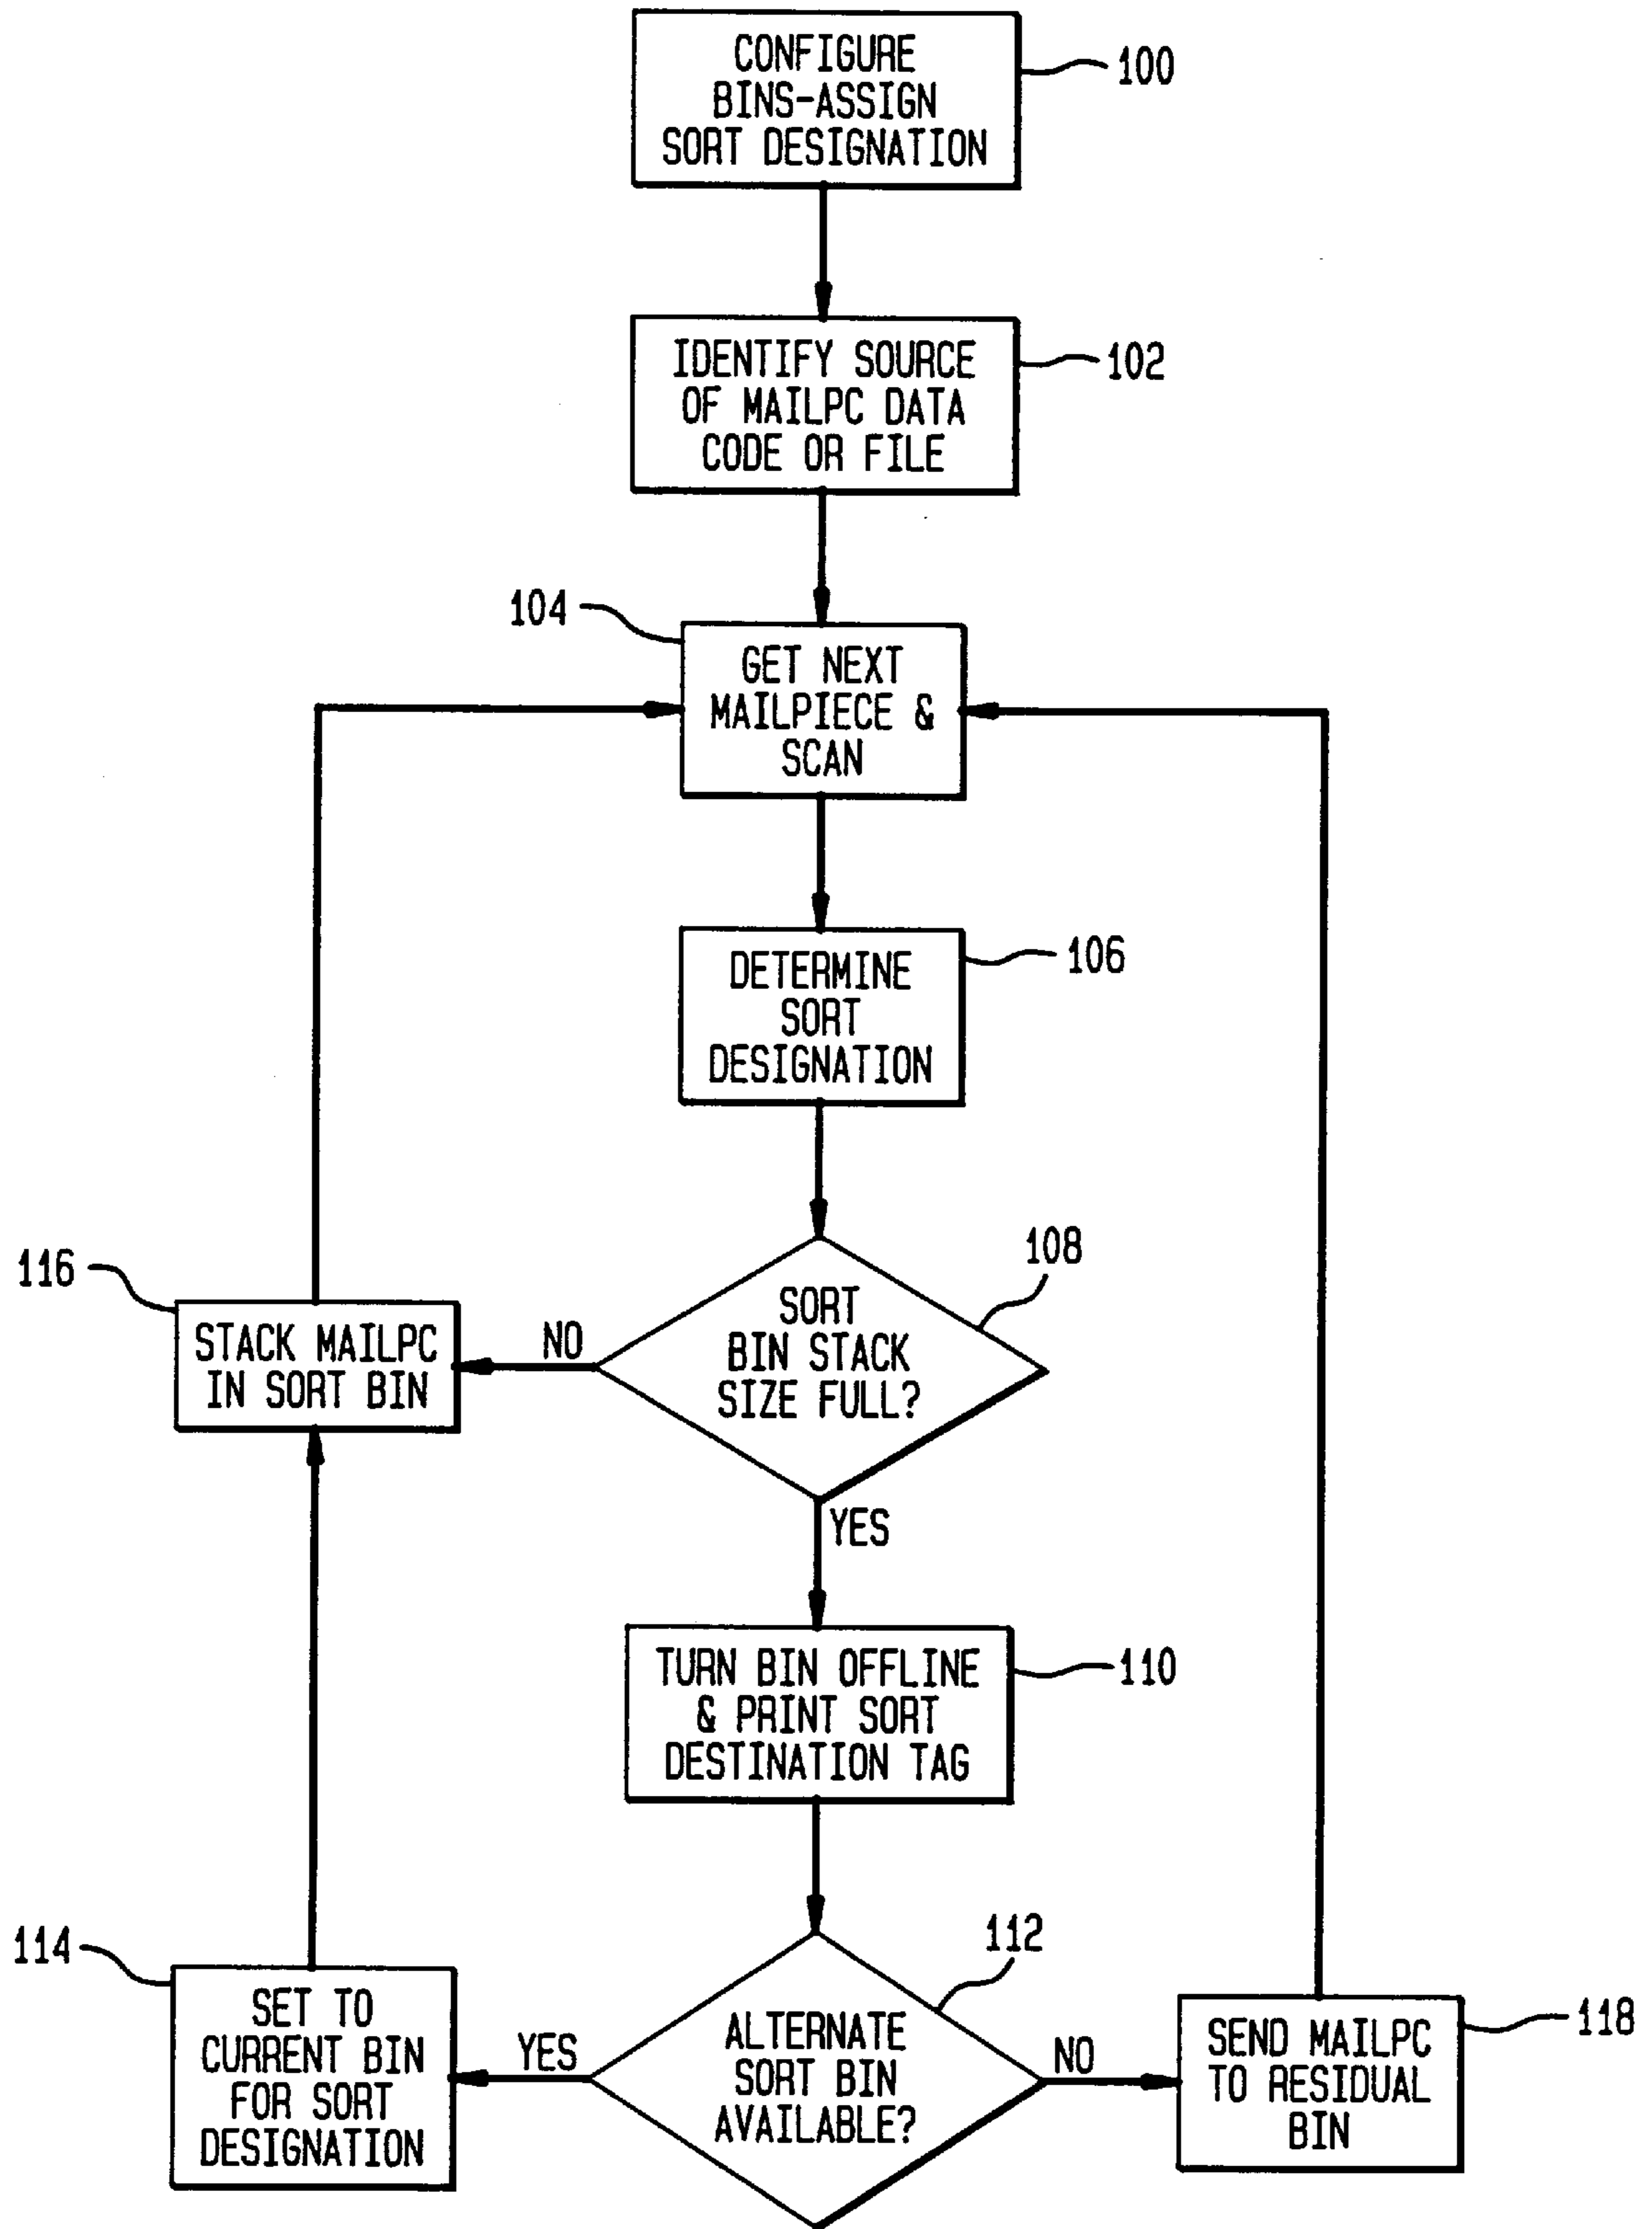 CONFIGURE
BINS-ASSIGN
SORT DESIGNATION
100
IDENTIFY SOURCE
OF MAILPC DATA
CODE OR FILE
102
104
GET NEXT
MAILPIECE &
SCAN
DETERMINE
SORT
DESIGNATION
106
108
SORT
BIN STACK
SIZE FULL?
NO
116
STACK MAILPC
IN SORT BIN
YES
TURN BIN OFFLINE
& PRINT SORT
DESTINATION TAG
110
112
ALTERNATE
SORT BIN
AVAILABLE?
YES
114
SET TO
CURRENT BIN
FOR SORT
DESIGNATION
NO
SEND MAILPC
TO RESIDUAL
BIN
118